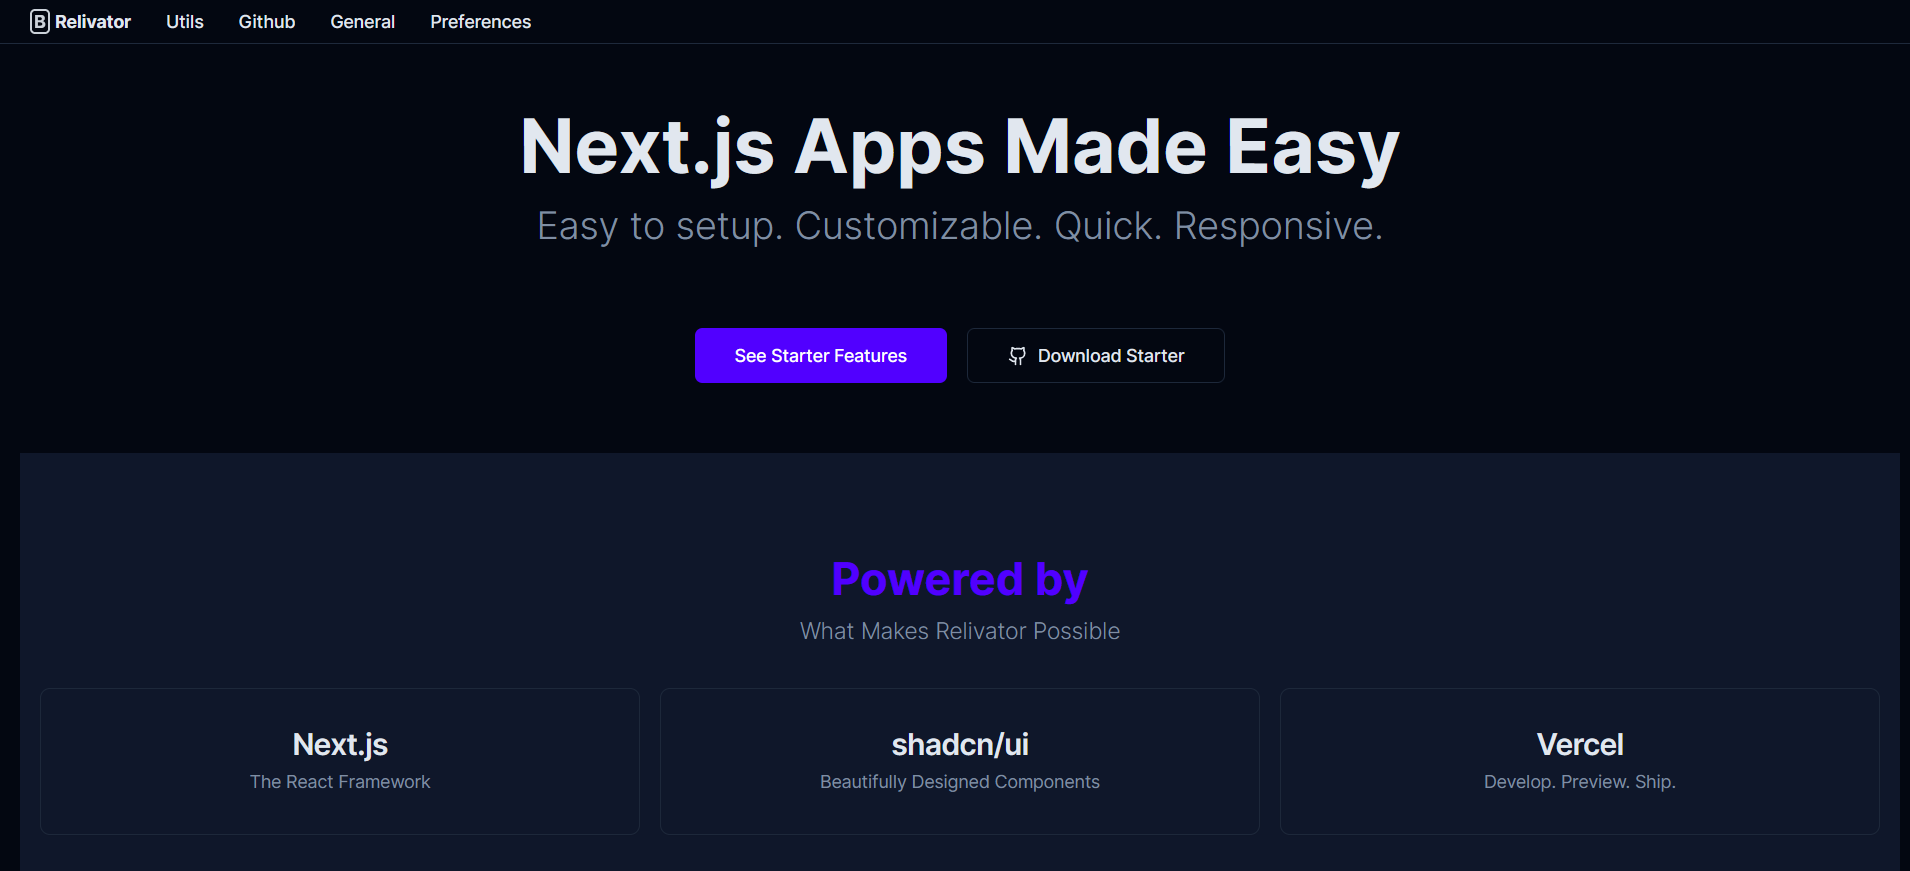 B Relivator Utils Github General Preferences
Next.js Apps Made Easy
Easy to setup. Customizable. Quick. Responsive.
See Starter Features Download Starter
Powered by
What Makes Relivator Possible
Next.js shadcn/ui Vercel
The React Framework Beautifully Designed Components Develop. Preview. Ship.